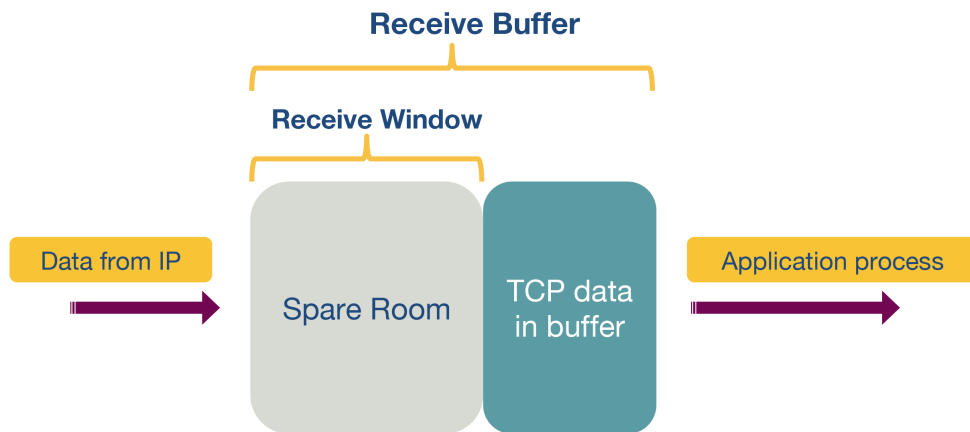 Receive Buffer
Receive Window
Data from IP
Spare Room
TCP data
in buffer
Application process